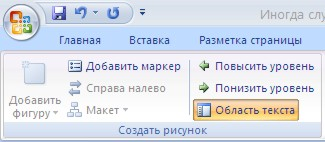 Иногда слу
Главная Вставка Разметка страницы
Добавить фигуру
Добавить маркер
Справа налево
Макет
Повысить уровень
Понизить уровень
Область текста
Создать рисунок